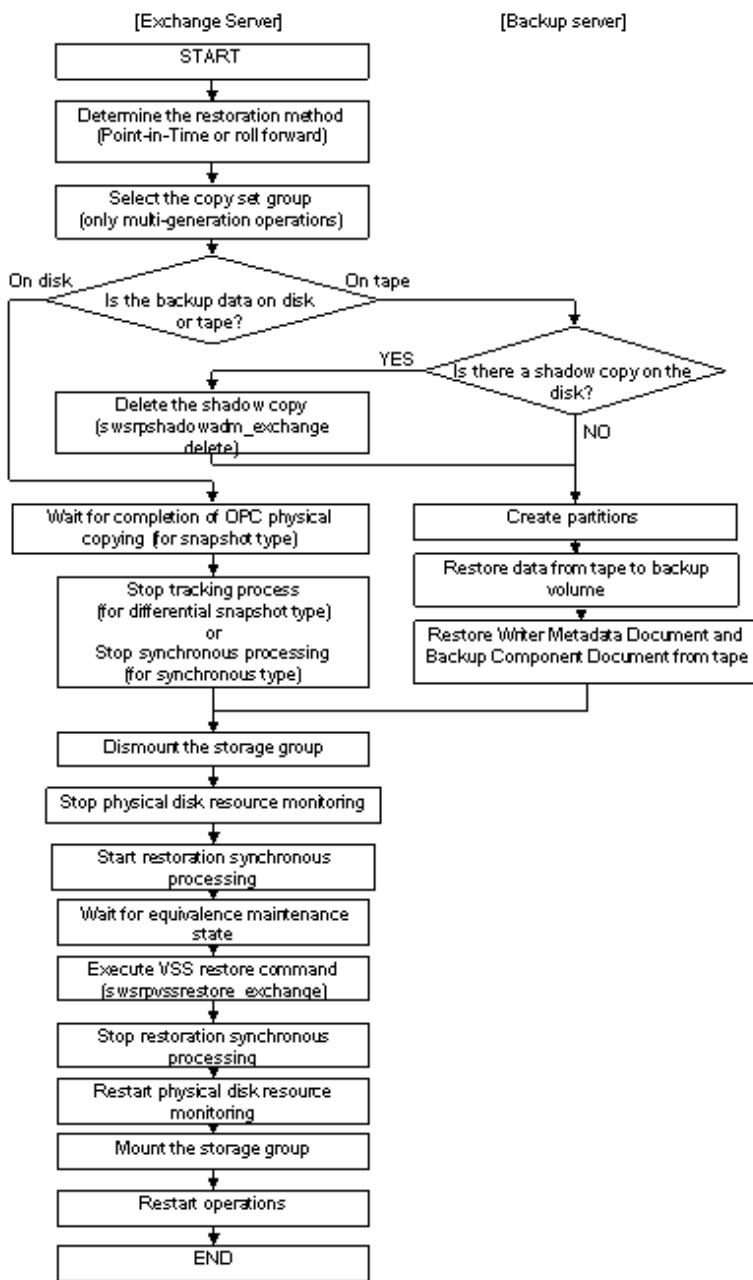 [Exchange Server]
[Backup server]
START
Determine the restoration method
(Point-in-Time or roll forward)
Select the copy set group
(only multi-generation operations)
On disk
On tape
Is the backup data on disk
or tape?
YES
Is there a shadow copy on the
disk?
Delete the shadow copy
(swsrpshadowadm_exchange
delete)
NO
Wait for completion of OPC physical
copying (for snapshot type)
Create partitions
Stop tracking process
(for differential snapshot type)
or
Stop synchronous processing
(for synchronous type)
Restore data from tape to backup
volume
Restore Writer Metadata Document and
Backup Component Document from tape
Dismount the storage group
Stop physical disk resource monitoring
Start restoration synchronous
processing
Wait for equivalence maintenance
state
Execute VSS restore command
(swsrpvssrestore_exchange)
Stop restoration synchronous
processing
Restart physical disk resource
monitoring
Mount the storage group
Restart operations
END